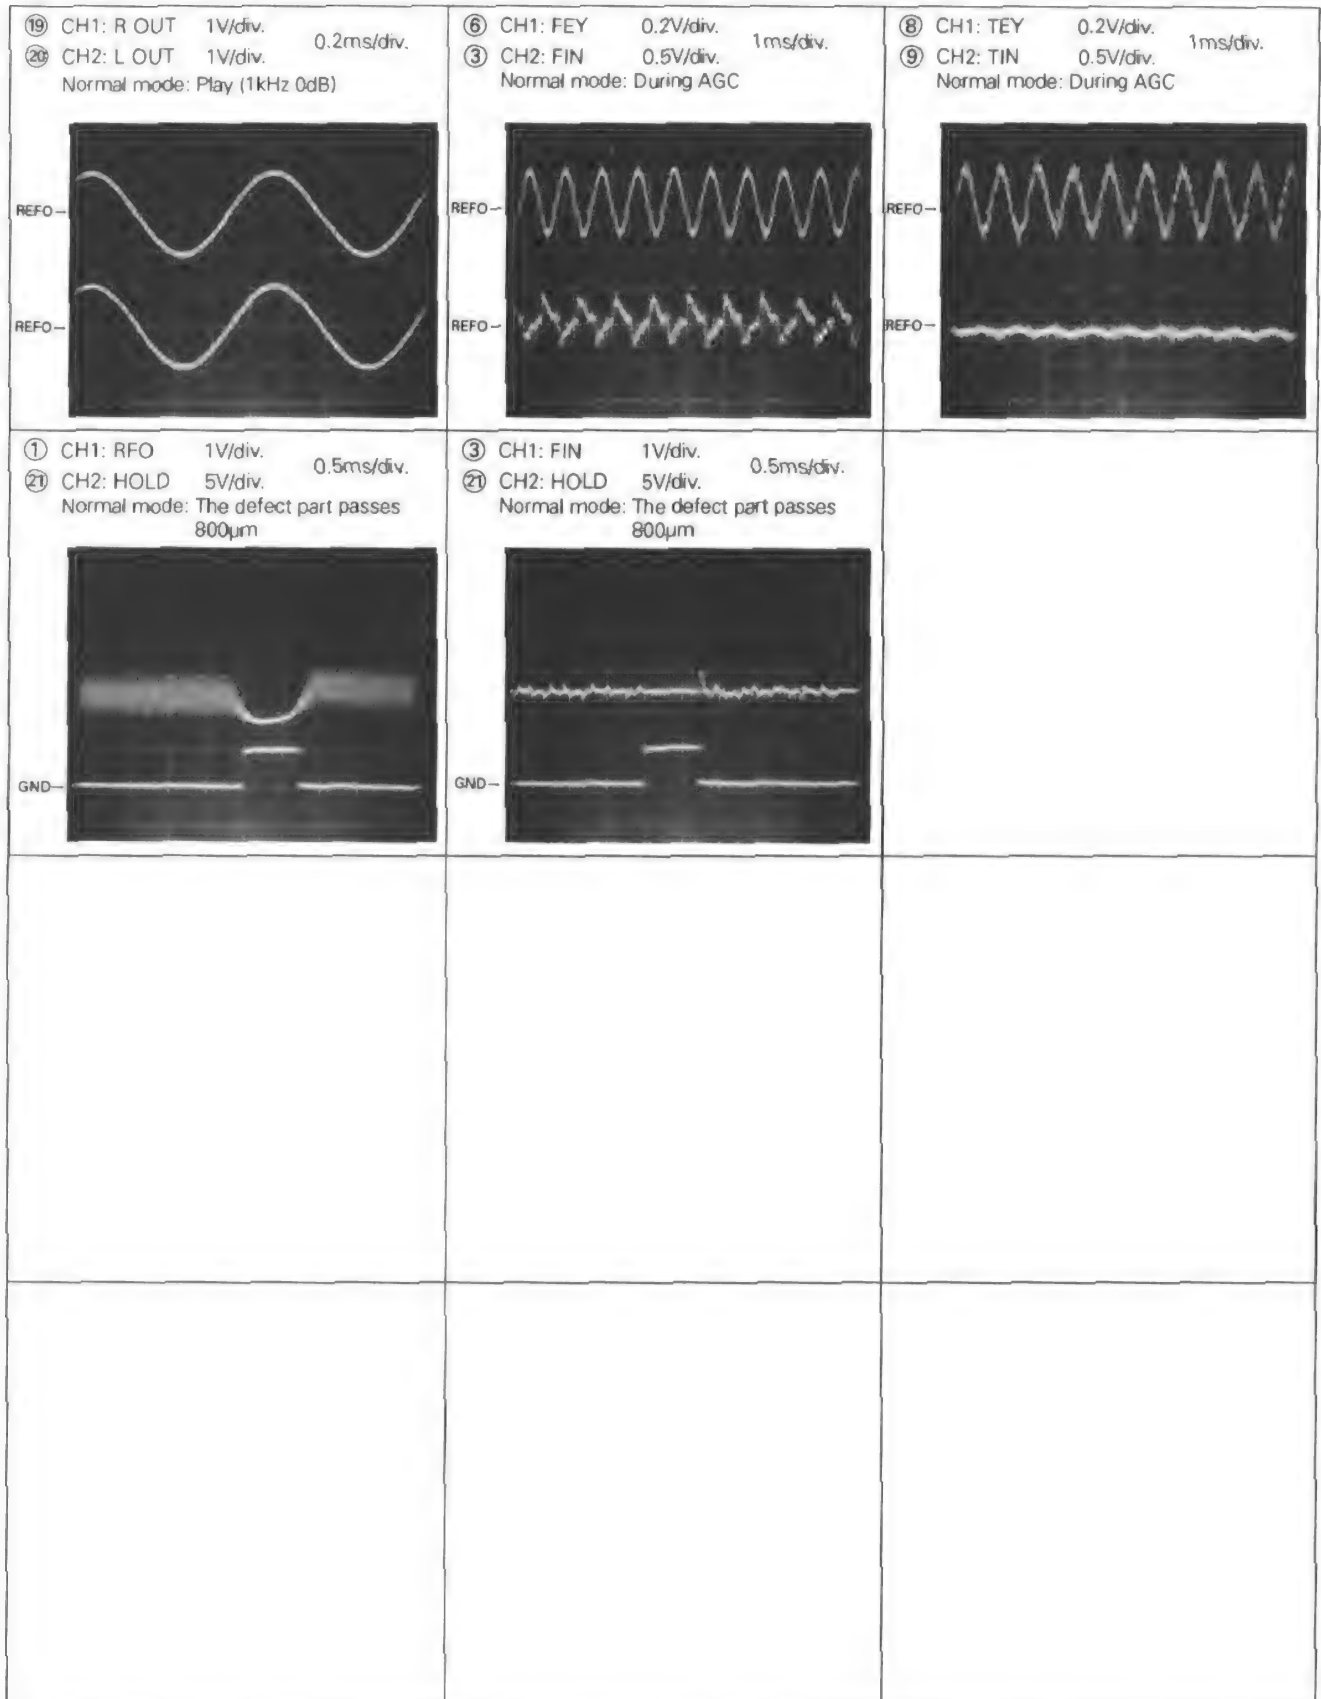 ⑲ CH1: R OUT 1V/div.
0.2ms/div.
⑳ CH2: L OUT 1V/div.
Normal mode: Play (1kHz 0dB)
REFO
REFO
⑥ CH1: FEY 0.2V/div.
1ms/div.
③ CH2: FIN 0.5V/div.
Normal mode: During AGC
REFO
REFO
⑧ CH1: TEY 0.2V/div.
1ms/div.
⑨ CH2: TIN 0.5V/div.
Normal mode: During AGC
REFO
REFO
① CH1: RFO 1V/div.
0.5ms/div.
㉑ CH2: HOLD 5V/div.
Normal mode: The defect part passes
800µm
GND
③ CH1: FIN 1V/div.
0.5ms/div.
㉑ CH2: HOLD 5V/div.
Normal mode: The defect part passes
800µm
GND